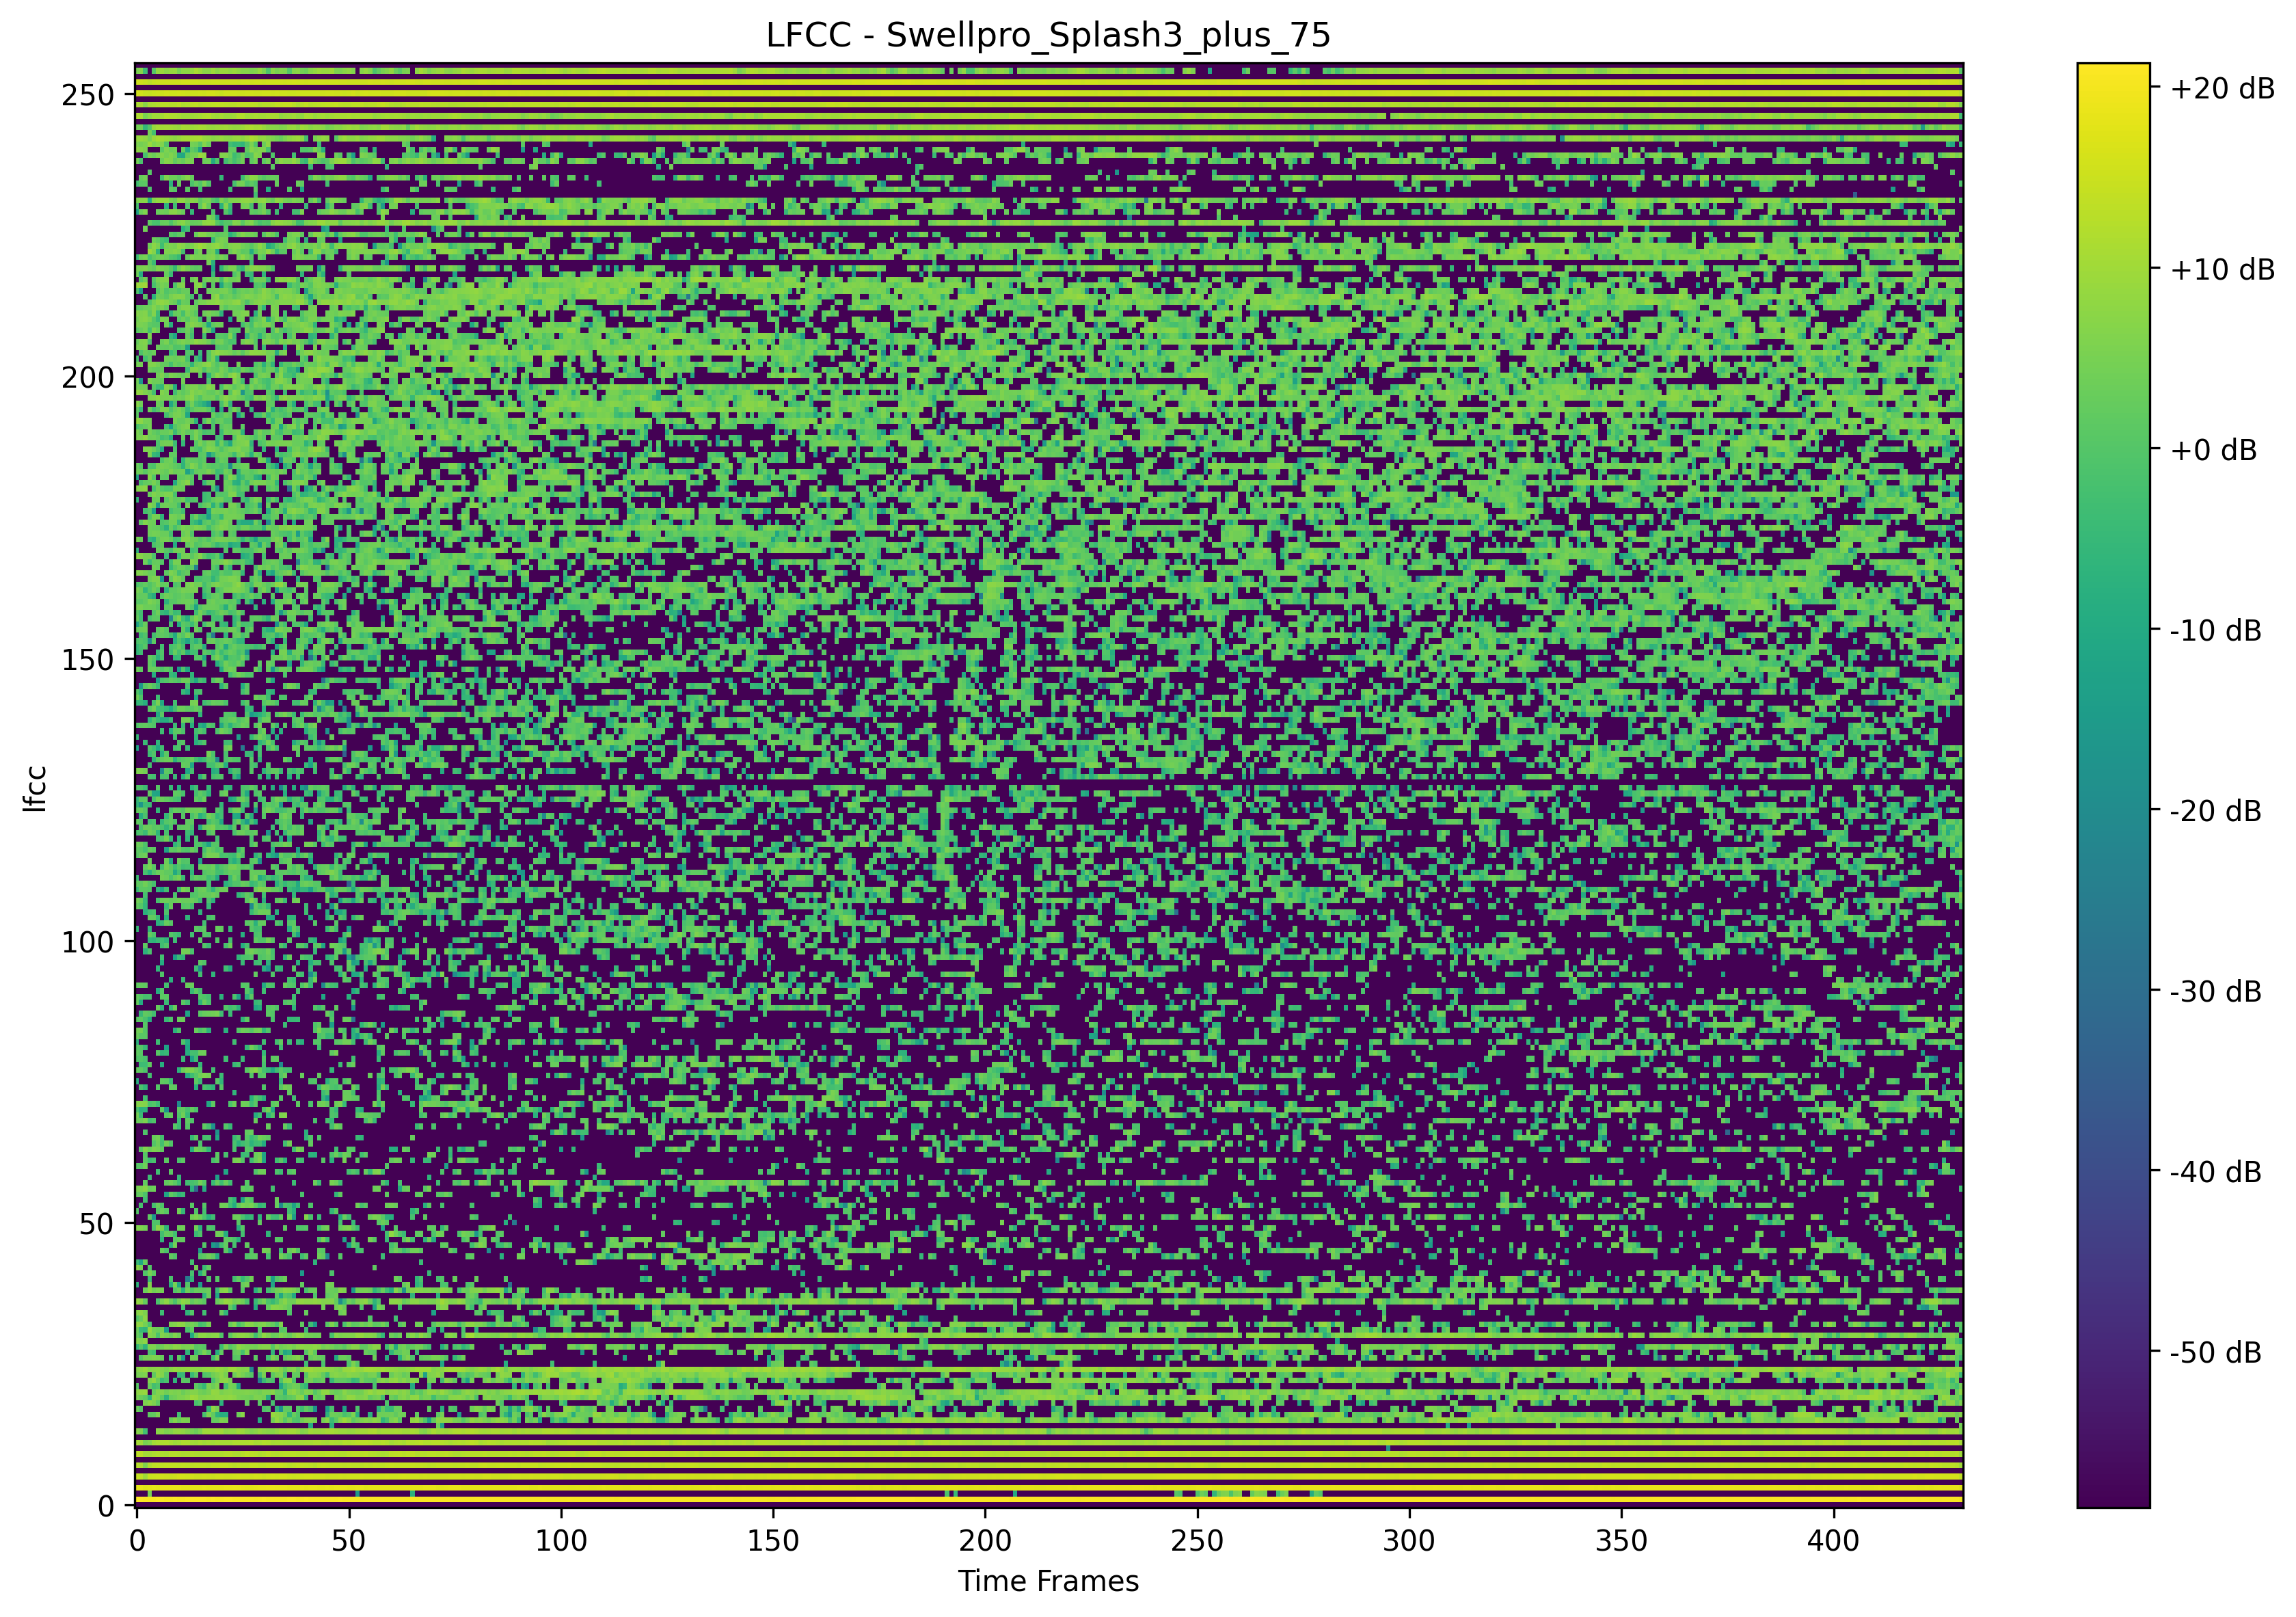 LFCC - Swellpro_Splash3_plus_75
250
200
150
100
50
0
lfcc
0 50 100 150 200 250 300 350 400
Time Frames
+20 dB
+10 dB
+0 dB
-10 dB
-20 dB
-30 dB
-40 dB
-50 dB